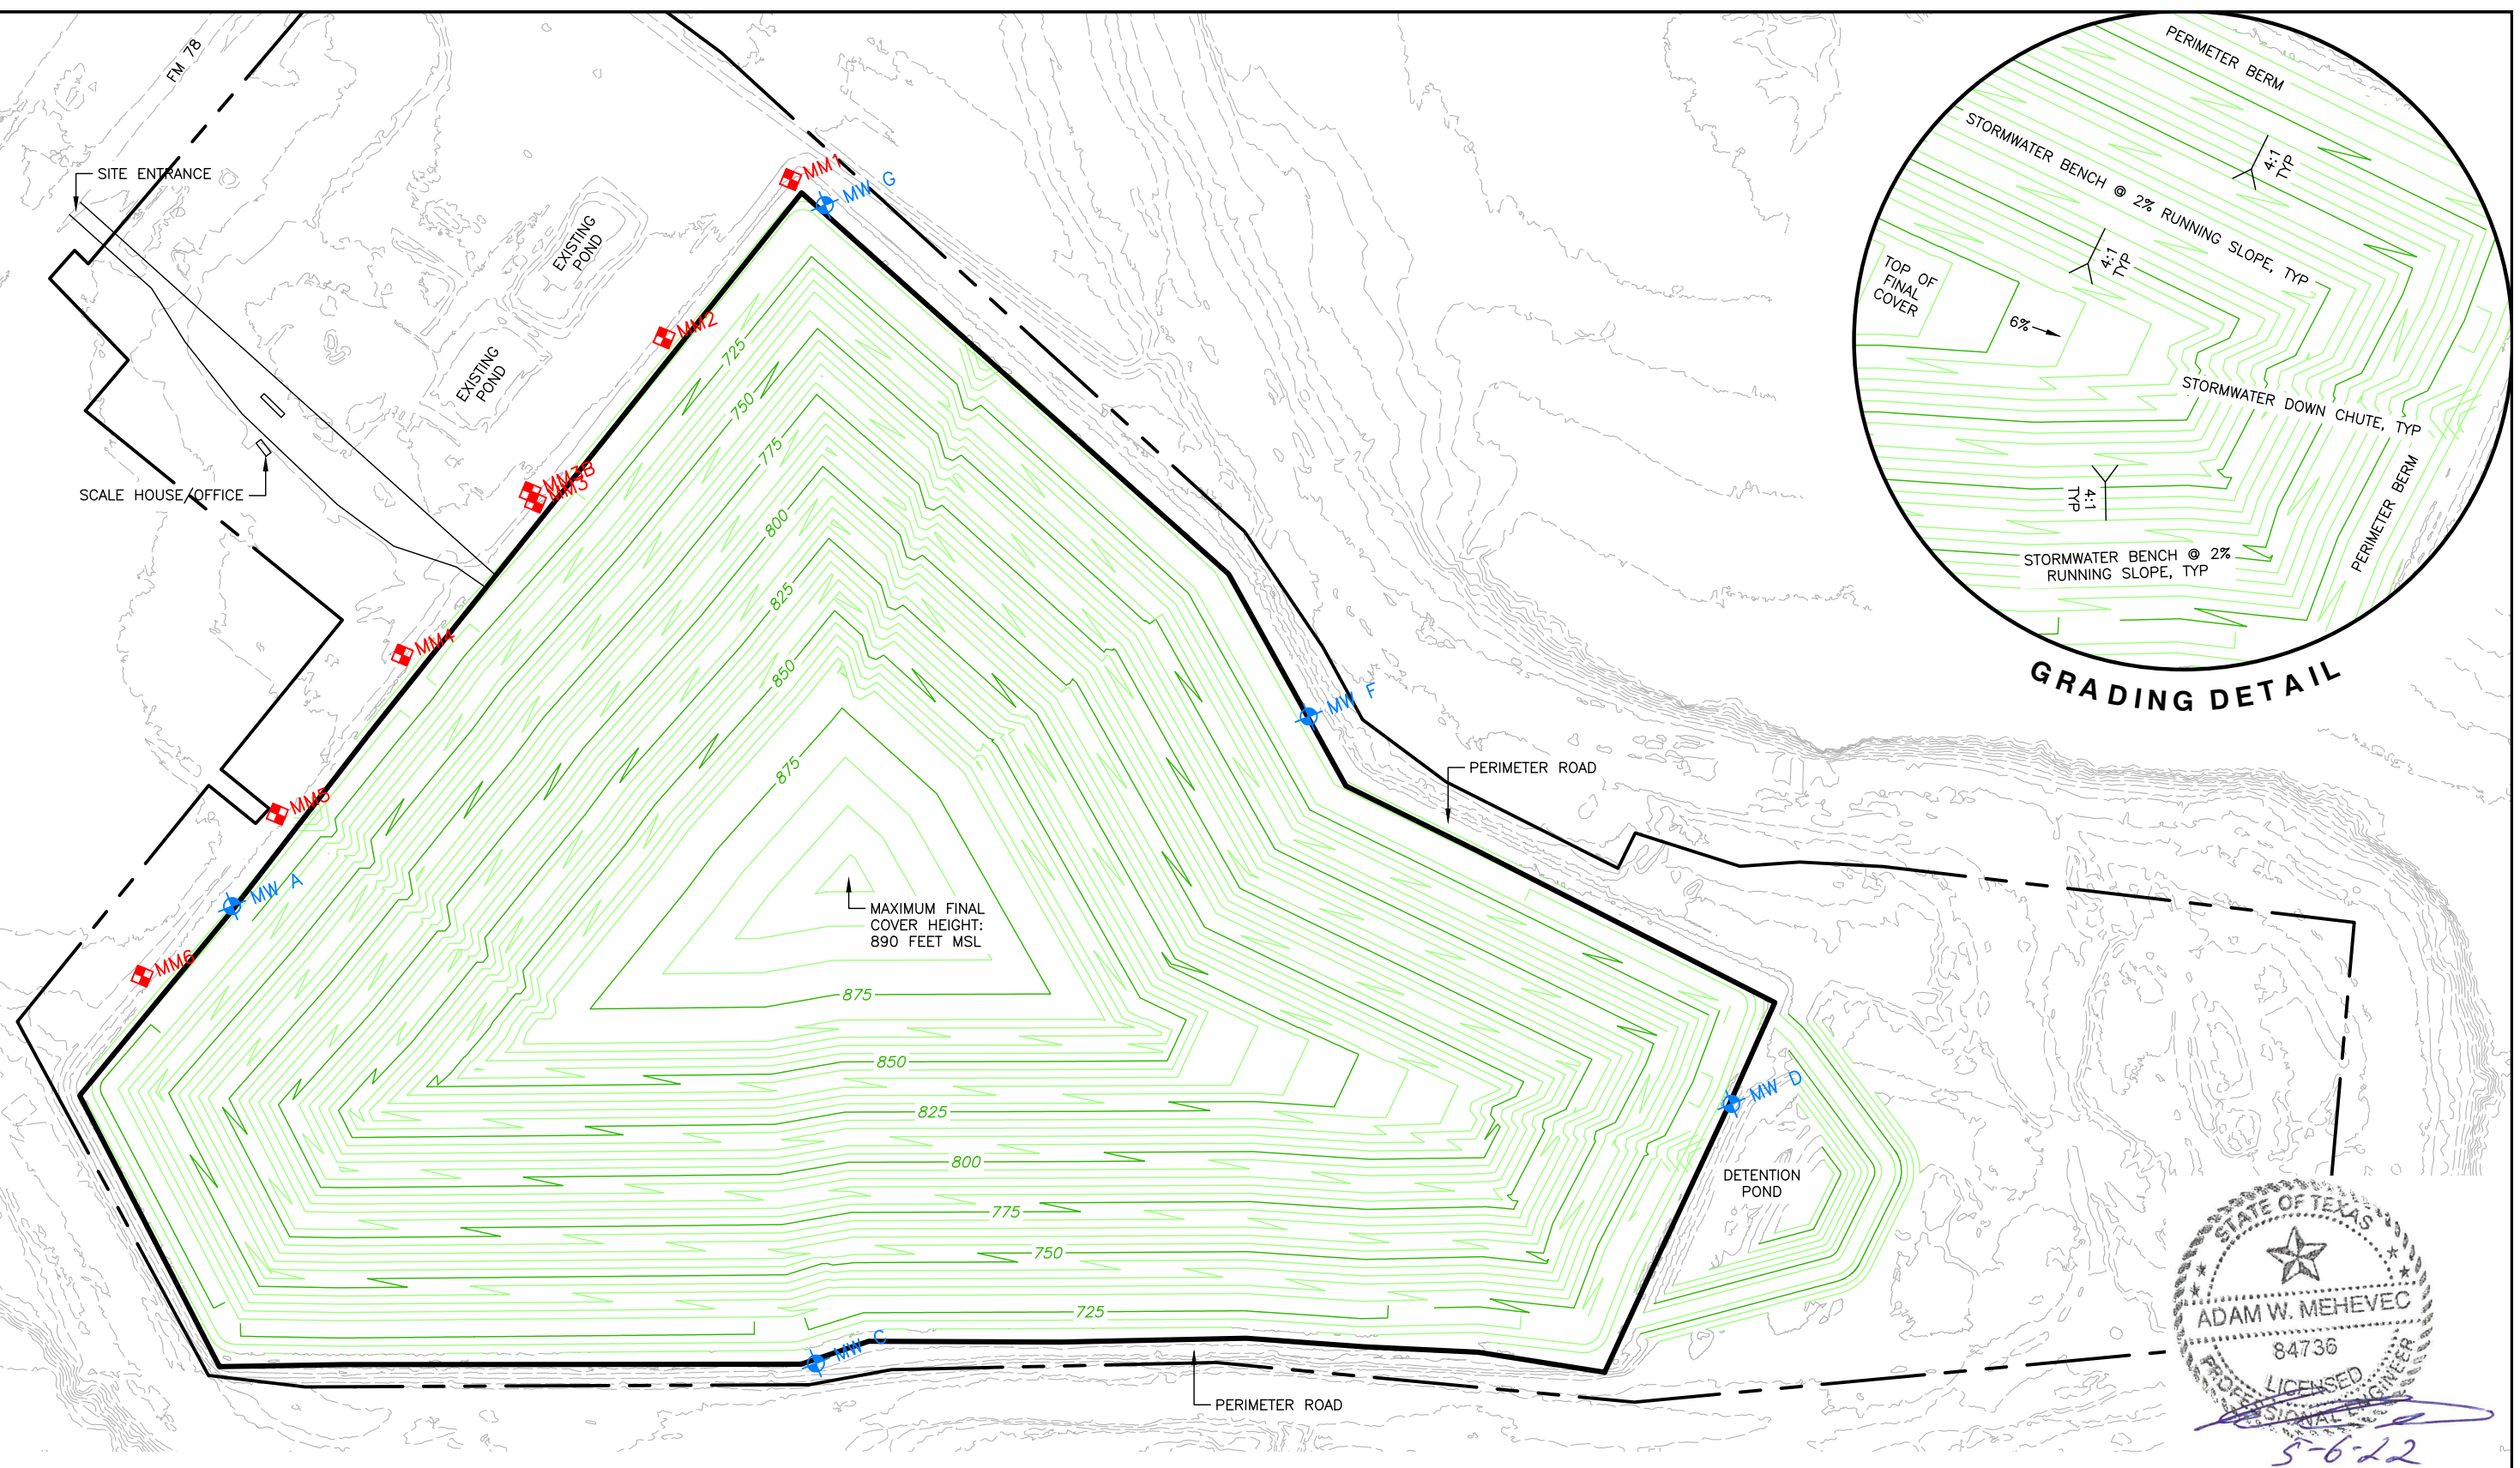 FM 78
SITE ENTRANCE
SCALE HOUSE/OFFICE
EXISTING
POND
EXISTING
POND
MM1
MW G
MM2
MM3B
MM3
MM4
MM5
MW A
MM6
MW F
MW D
MW C
725
750
775
800
825
850
875
MAXIMUM FINAL
COVER HEIGHT:
890 FEET MSL
875
850
825
800
775
750
725
PERIMETER ROAD
PERIMETER ROAD
DETENTION
POND
PERIMETER BERM
STORMWATER BENCH @ 2% RUNNING SLOPE, TYP
4:1
TYP
4:1
TYP
TOP OF
FINAL
COVER
6%
STORMWATER DOWN CHUTE, TYP
4:1
TYP
STORMWATER BENCH @ 2%
RUNNING SLOPE, TYP
PERIMETER BERM
GRADING DETAIL
STATE OF TEXAS
ADAM W. MEHEVEC
84736
LICENSED
PROFESSIONAL ENGINEER
5-6-22